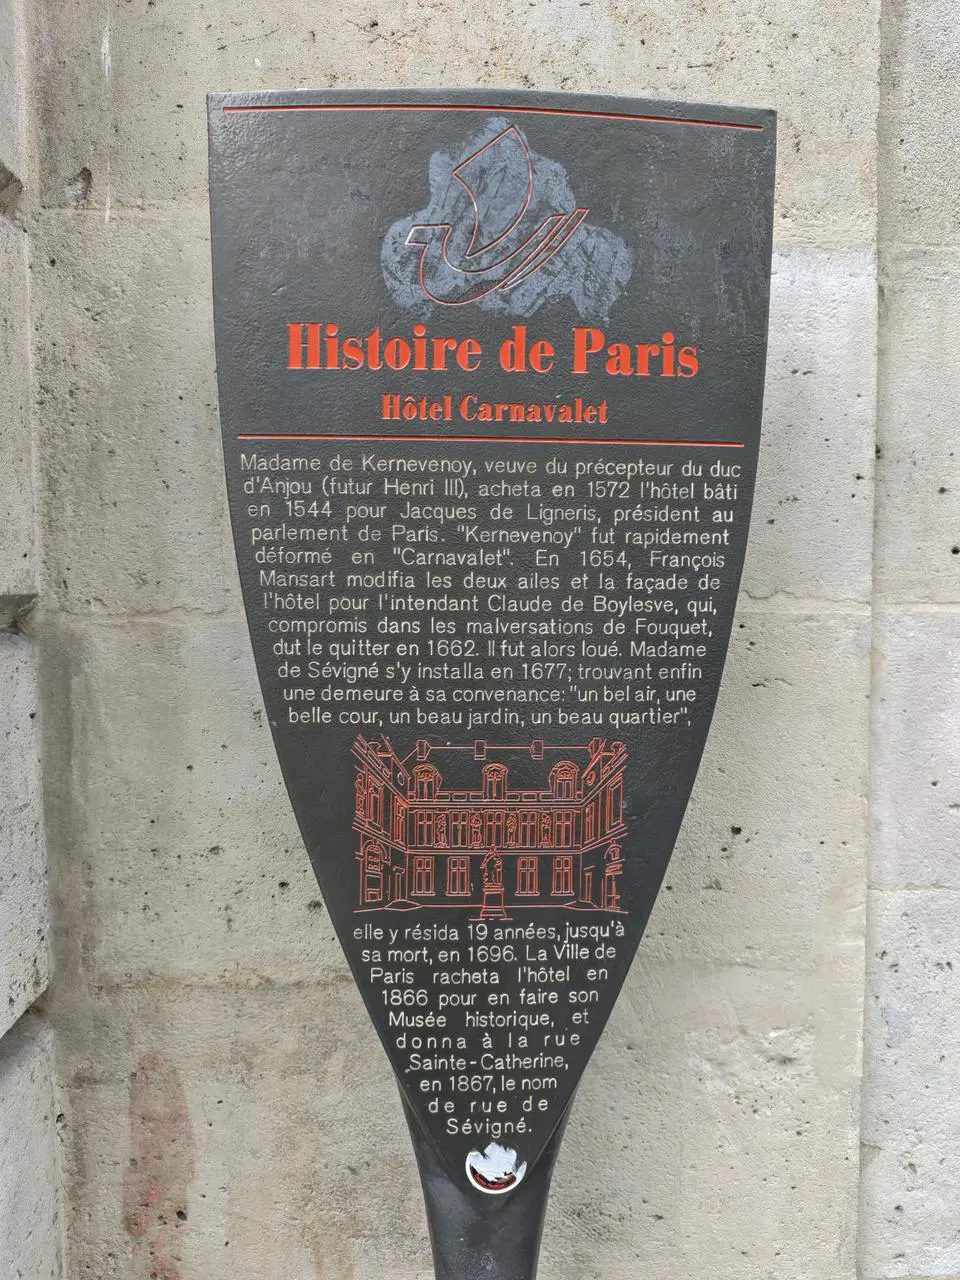 Histoire de Paris
Hôtel Carnavalet
Madame de Kernevenoy, veuve du précepteur du duc
d'Anjou (futur Henri III), acheta en 1572 l'hôtel bâti
en 1544 pour Jacques de Ligneris, président au
parlement de Paris. "Kernevenoy" fut rapidement
déformé en "Carnavalet". En 1654, François
Mansart modifia les deux ailes et la façade de
l'hôtel pour l'intendant Claude de Boylesve, qui,
compromis dans les malversations de Fouquet,
dut le quitter en 1662. Il fut alors loué. Madame
de Sévigné s'y installa en 1677; trouvant enfin
une demeure à sa convenance: "un bel air, une
belle cour, un beau jardin, un beau quartier",
elle y résida 19 années, jusqu'à
sa mort, en 1696. La Ville de
Paris racheta l'hôtel en
1866 pour en faire son
Musée historique, et
donna à la rue
Sainte-Catherine,
en 1867, le nom
de rue de
Sévigné.